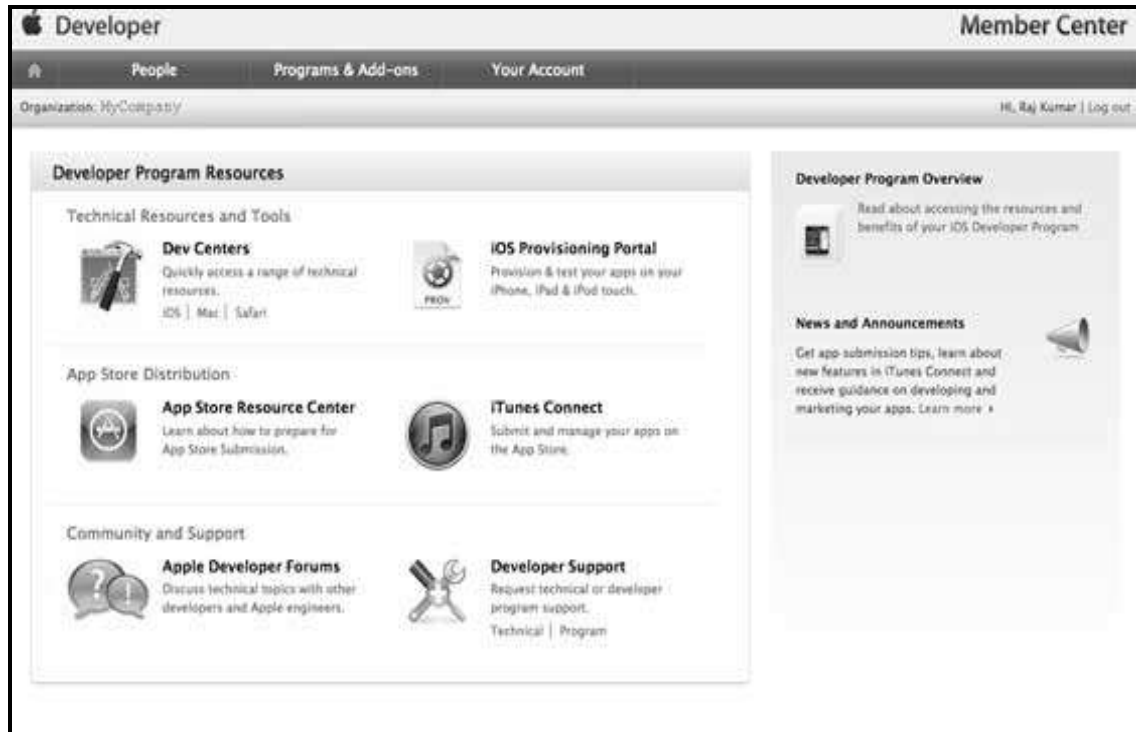 Developer
Member Center
People
Programs & Add-ons
Your Account
Organization: MyCompany
Hi, Raj Kumar | Log out
Developer Program Resources
Technical Resources and Tools
Dev Centers
Quickly access a range of technical
resources.
iOS | Mac | Safari
iOS Provisioning Portal
Provision & test your apps on your
iPhone, iPad & iPod touch.
PROV
App Store Distribution
App Store Resource Center
Learn about how to prepare for
App Store Submission.
iTunes Connect
Submit and manage your apps on
the App Store.
Community and Support
Apple Developer Forums
Discuss technical topics with other
developers and Apple engineers.
Developer Support
Request technical or developer
program support.
Technical | Program
Developer Program Overview
Read about accessing the resources and
benefits of your iOS Developer Program
News and Announcements
Get app submission tips, learn about
new features in iTunes Connect and
receive guidance on developing and
marketing your apps. Learn more ›